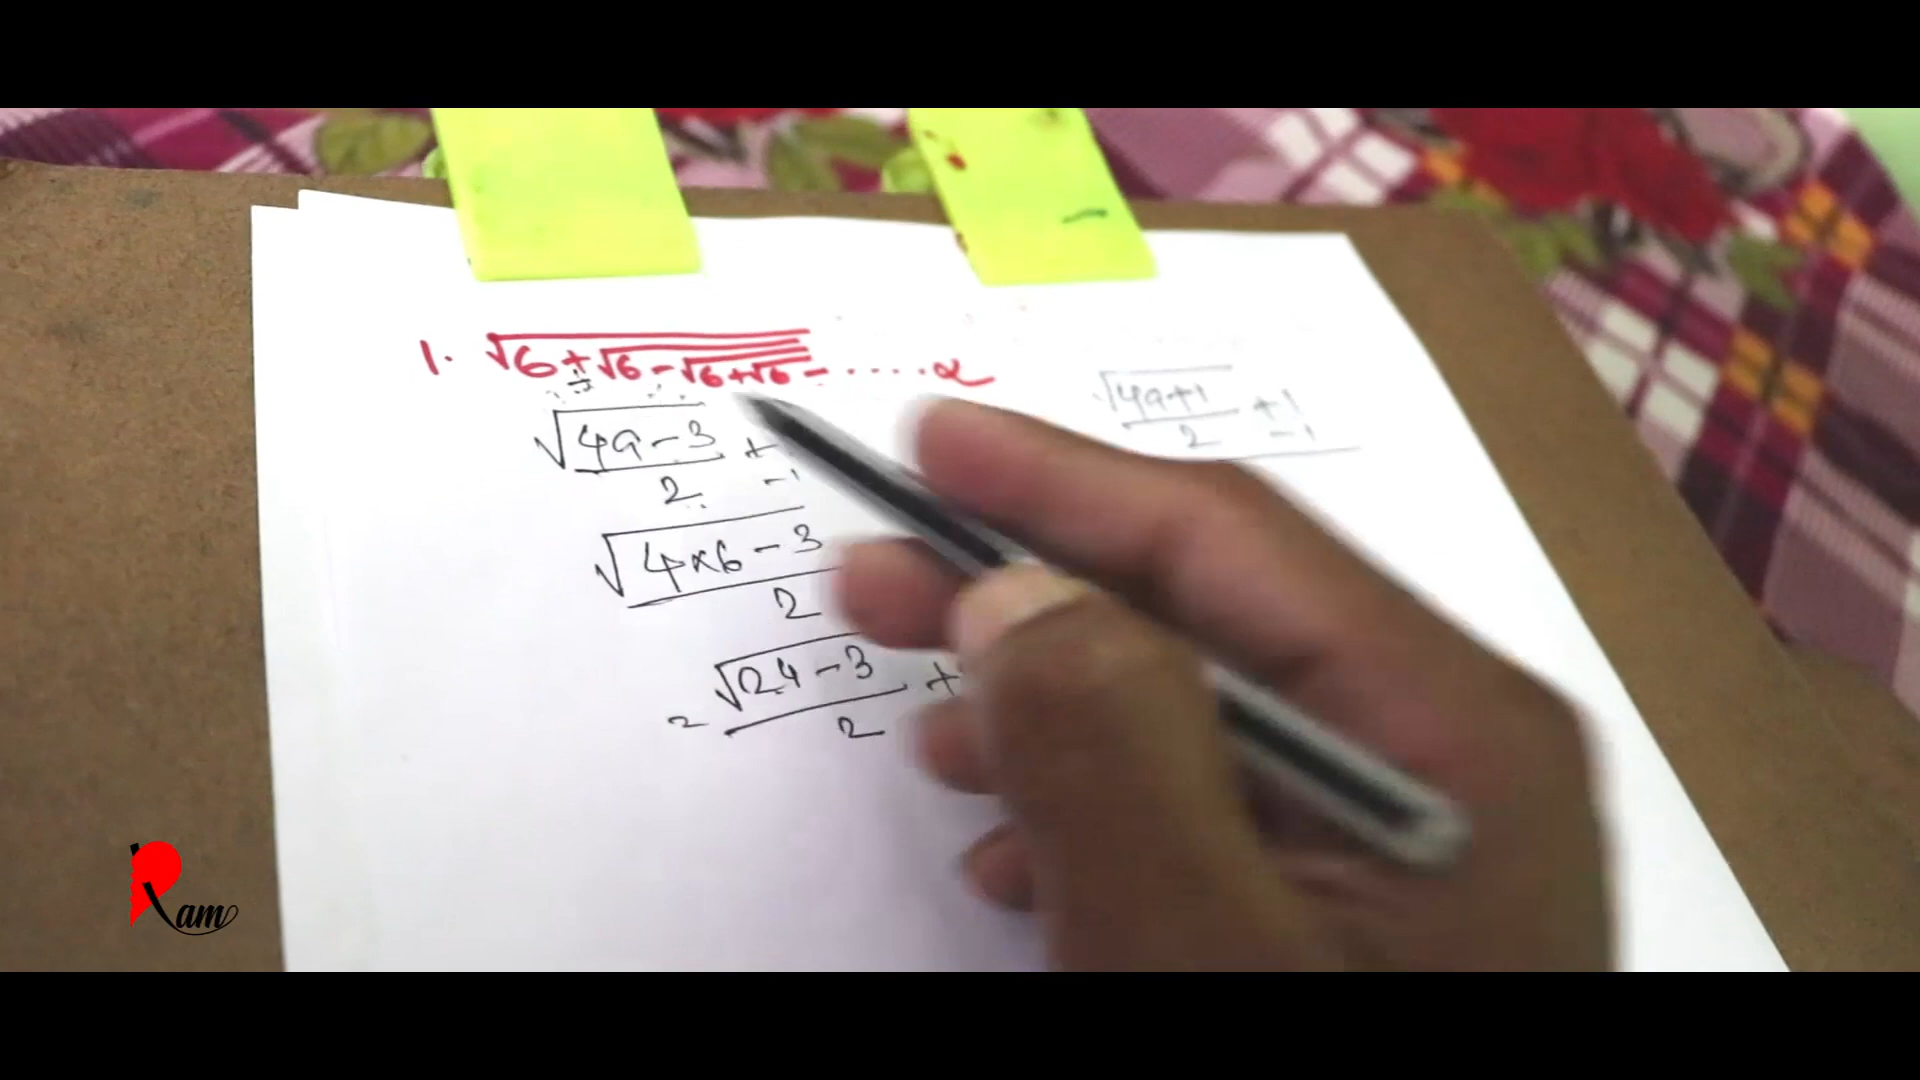 1. √6+√6-√6+√6-.....α
√4a-3 +
2 -1
√4×6-3
2
= √24-3 +
2
√4a+1 +1
2 -1
Ram